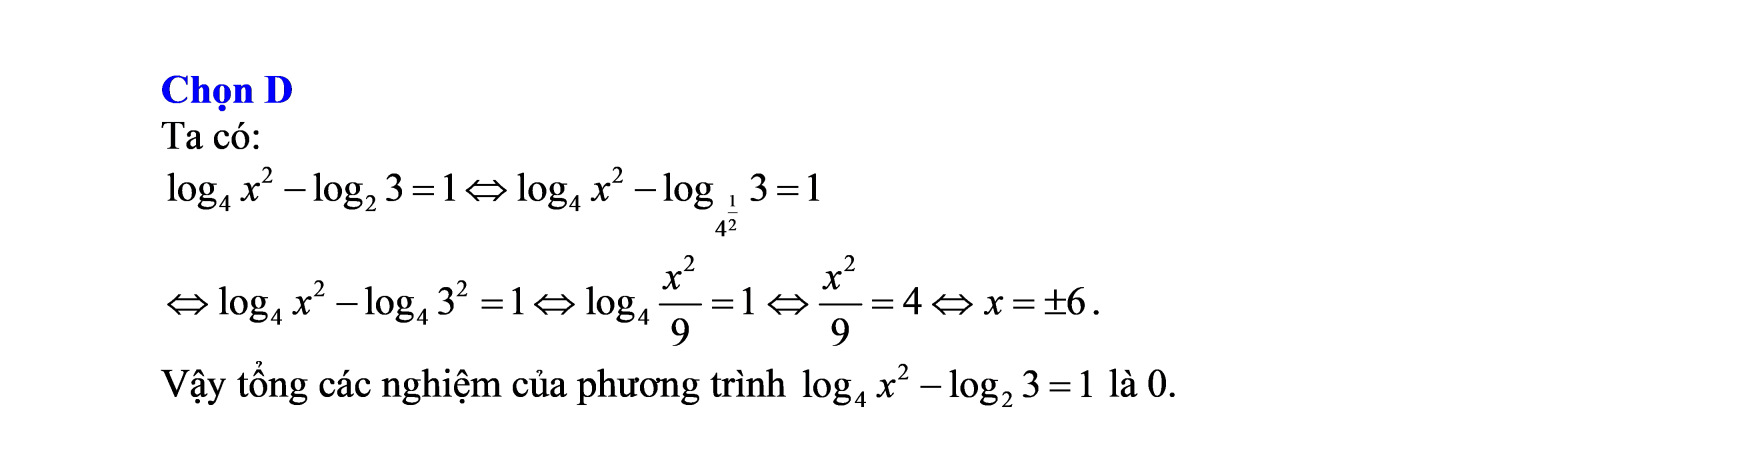 Chọn D
Ta có:
log₄ x² − log₂ 3 = 1 ⇔ log₄ x² − log_{4^{1/2}} 3 = 1
⇔ log₄ x² − log₄ 3² = 1 ⇔ log₄ x²/9 = 1 ⇔ x²/9 = 4 ⇔ x = ±6.
Vậy tổng các nghiệm của phương trình log₄ x² − log₂ 3 = 1 là 0.